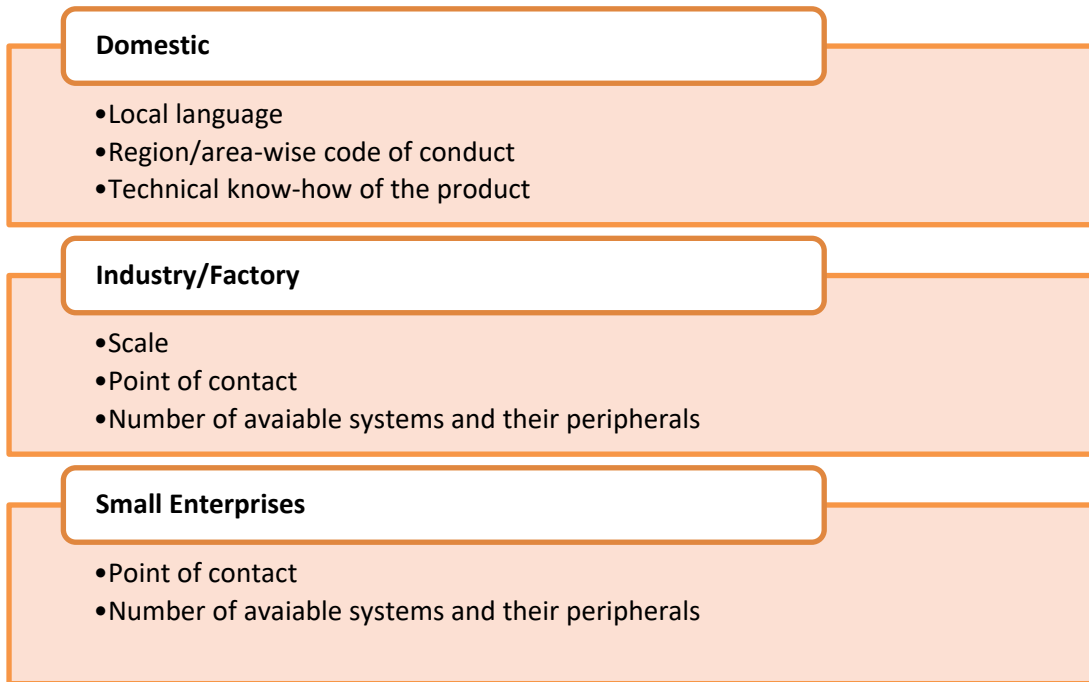 Domestic
•Local language
•Region/area-wise code of conduct
•Technical know-how of the product
Industry/Factory
•Scale
•Point of contact
•Number of avaiable systems and their peripherals
Small Enterprises
•Point of contact
•Number of avaiable systems and their peripherals